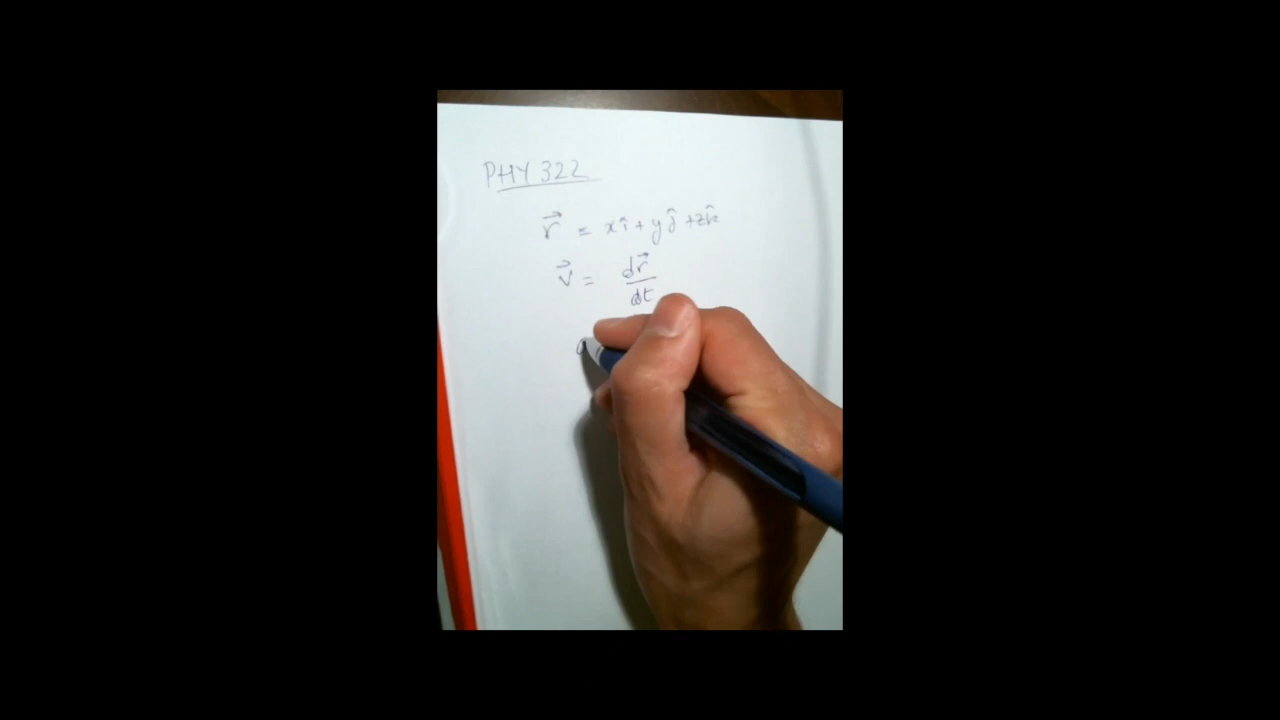 PHY 322
r⃗ = xî + yĵ + zk̂
v⃗ = dr⃗/dt
a